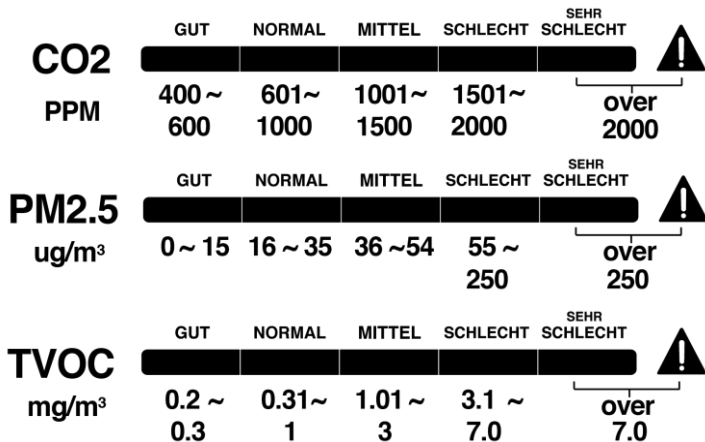 GUT NORMAL MITTEL SCHLECHT SEHR SCHLECHT
CO2
PPM
400 ~ 600 601 ~ 1000 1001 ~ 1500 1501 ~ 2000 over 2000
GUT NORMAL MITTEL SCHLECHT SEHR SCHLECHT
PM2.5
ug/m³
0 ~ 15 16 ~ 35 36 ~54 55 ~ 250 over 250
GUT NORMAL MITTEL SCHLECHT SEHR SCHLECHT
TVOC
mg/m³
0.2 ~ 0.3 0.31 ~ 1 1.01 ~ 3 3.1 ~ 7.0 over 7.0